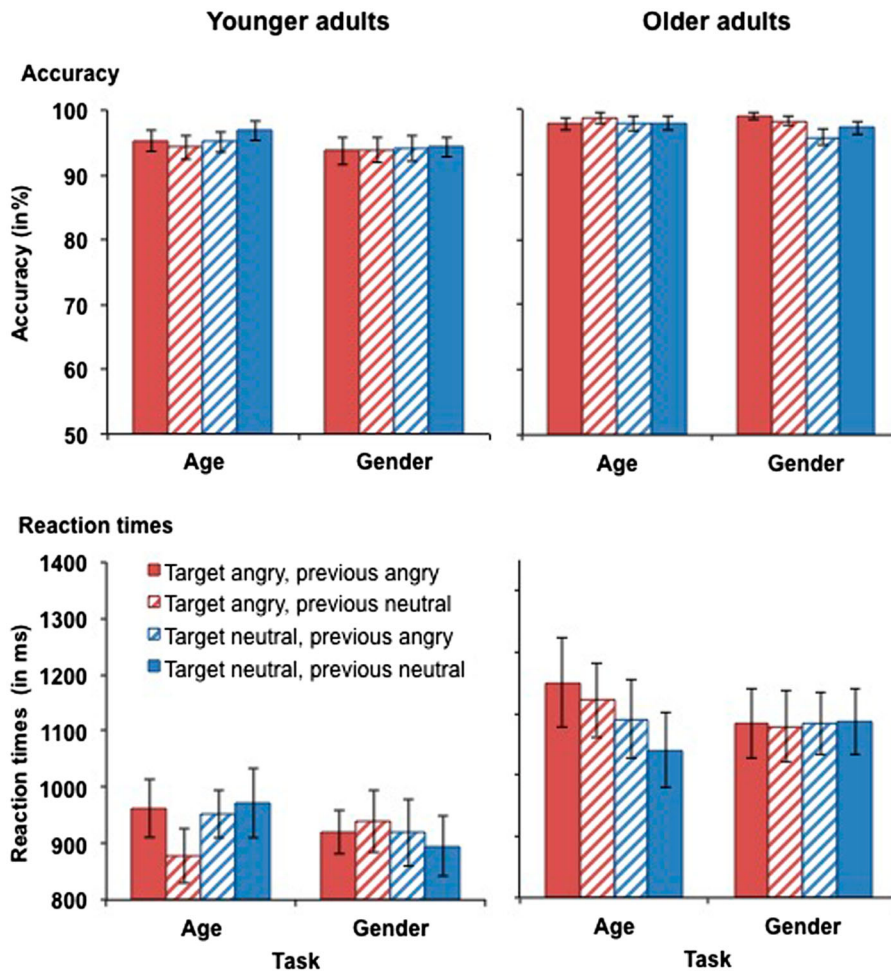 Younger adults
Older adults
Accuracy
Accuracy (in%)
100
90
80
70
60
50
Age
Gender
Age
Gender
Reaction times
Reaction times (in ms)
1400
1300
1200
1100
1000
900
800
Target angry, previous angry
Target angry, previous neutral
Target neutral, previous angry
Target neutral, previous neutral
Age
Gender
Task
Age
Gender
Task